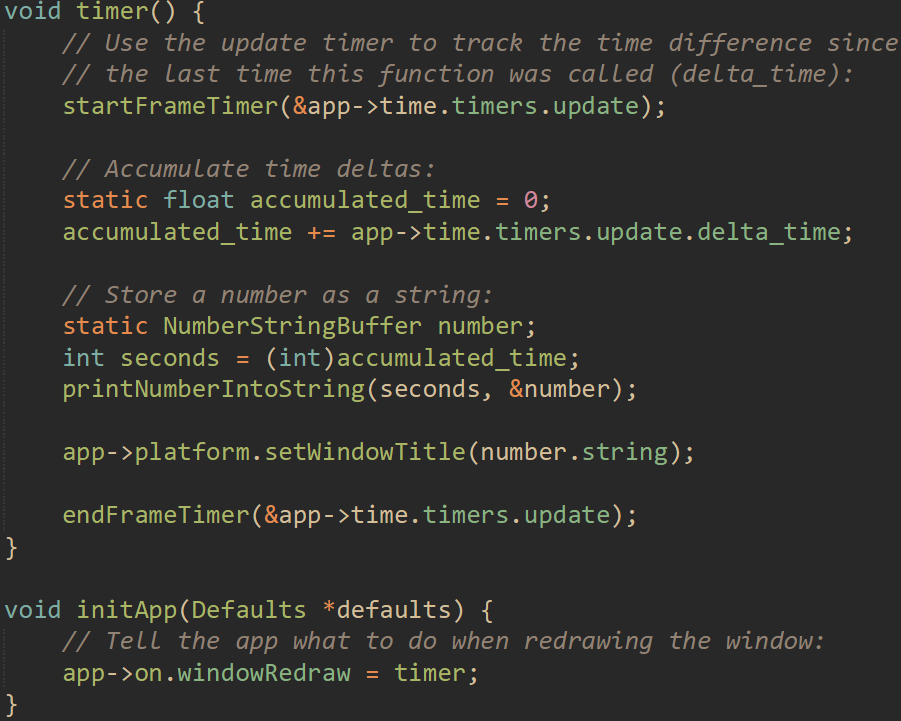 void timer() {
    // Use the update timer to track the time difference since
    // the last time this function was called (delta_time):
    startFrameTimer(&app->time.timers.update);

    // Accumulate time deltas:
    static float accumulated_time = 0;
    accumulated_time += app->time.timers.update.delta_time;

    // Store a number as a string:
    static NumberStringBuffer number;
    int seconds = (int)accumulated_time;
    printNumberIntoString(seconds, &number);

    app->platform.setWindowTitle(number.string);

    endFrameTimer(&app->time.timers.update);
}

void initApp(Defaults *defaults) {
    // Tell the app what to do when redrawing the window:
    app->on.windowRedraw = timer;
}